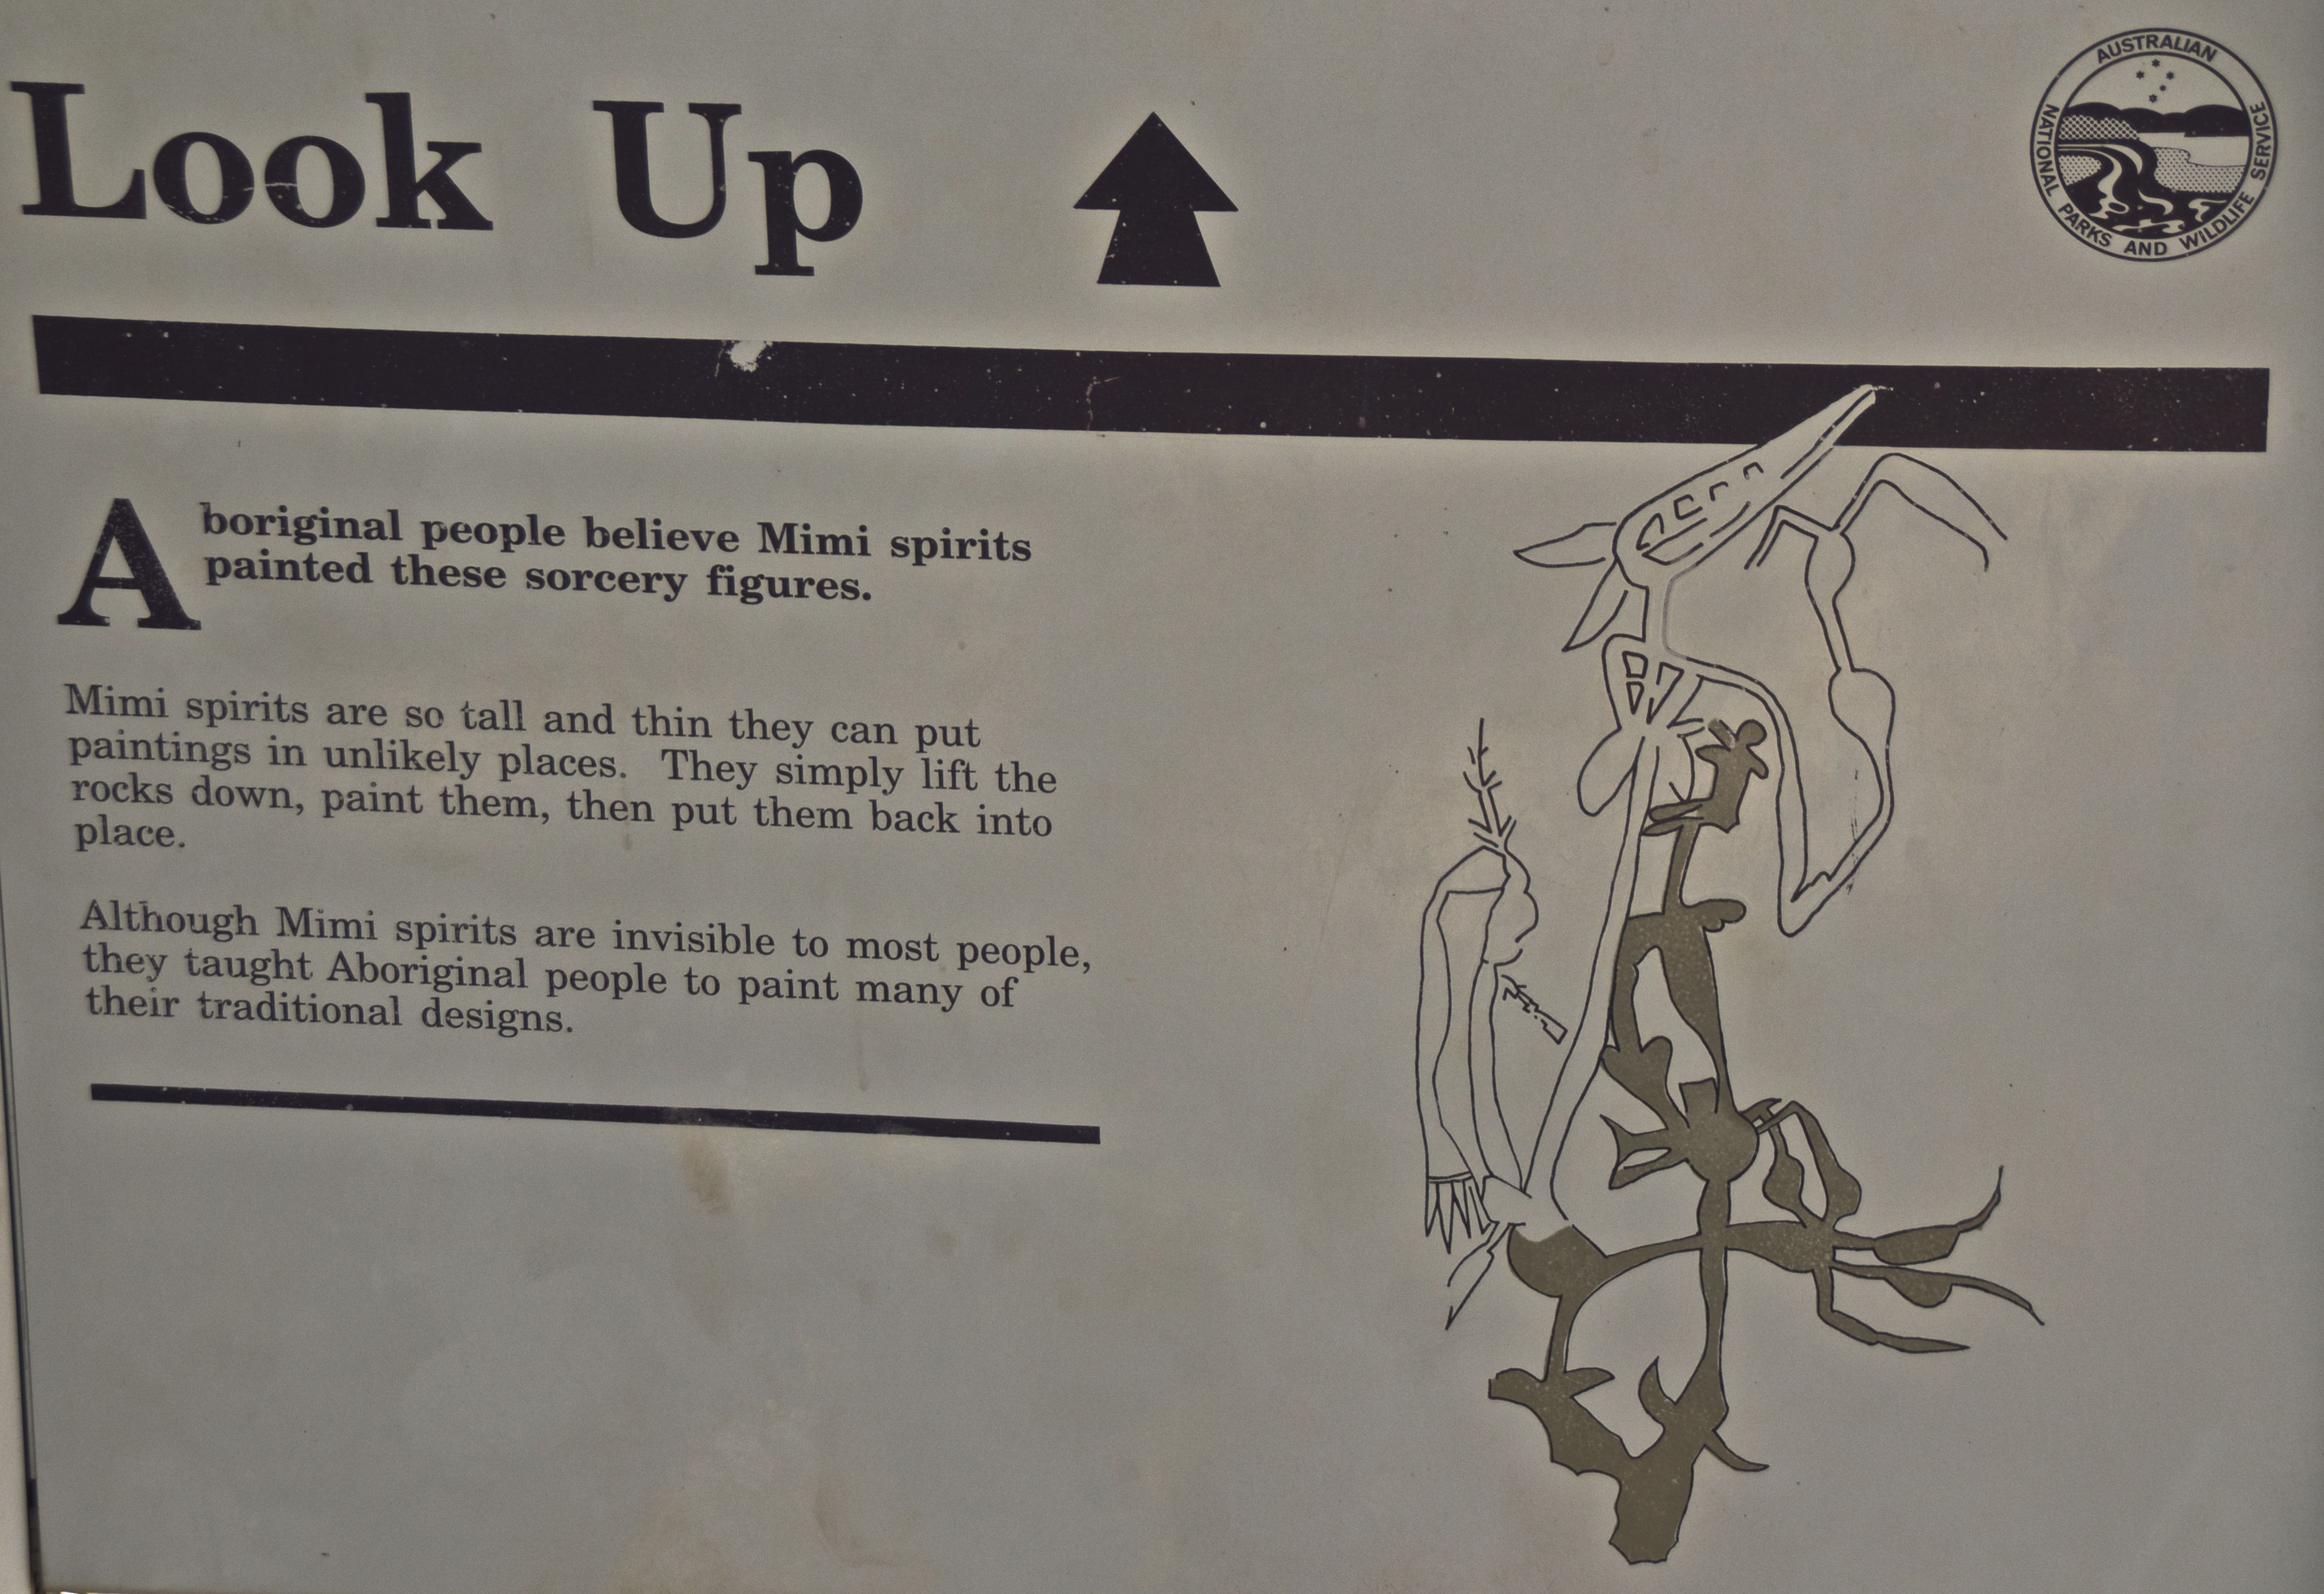 Look Up
AUSTRALIAN
NATIONAL PARKS AND WILDLIFE SERVICE
Aboriginal people believe Mimi spirits
painted these sorcery figures.
Mimi spirits are so tall and thin they can put
paintings in unlikely places. They simply lift the
rocks down, paint them, then put them back into
place.
Although Mimi spirits are invisible to most people,
they taught Aboriginal people to paint many of
their traditional designs.